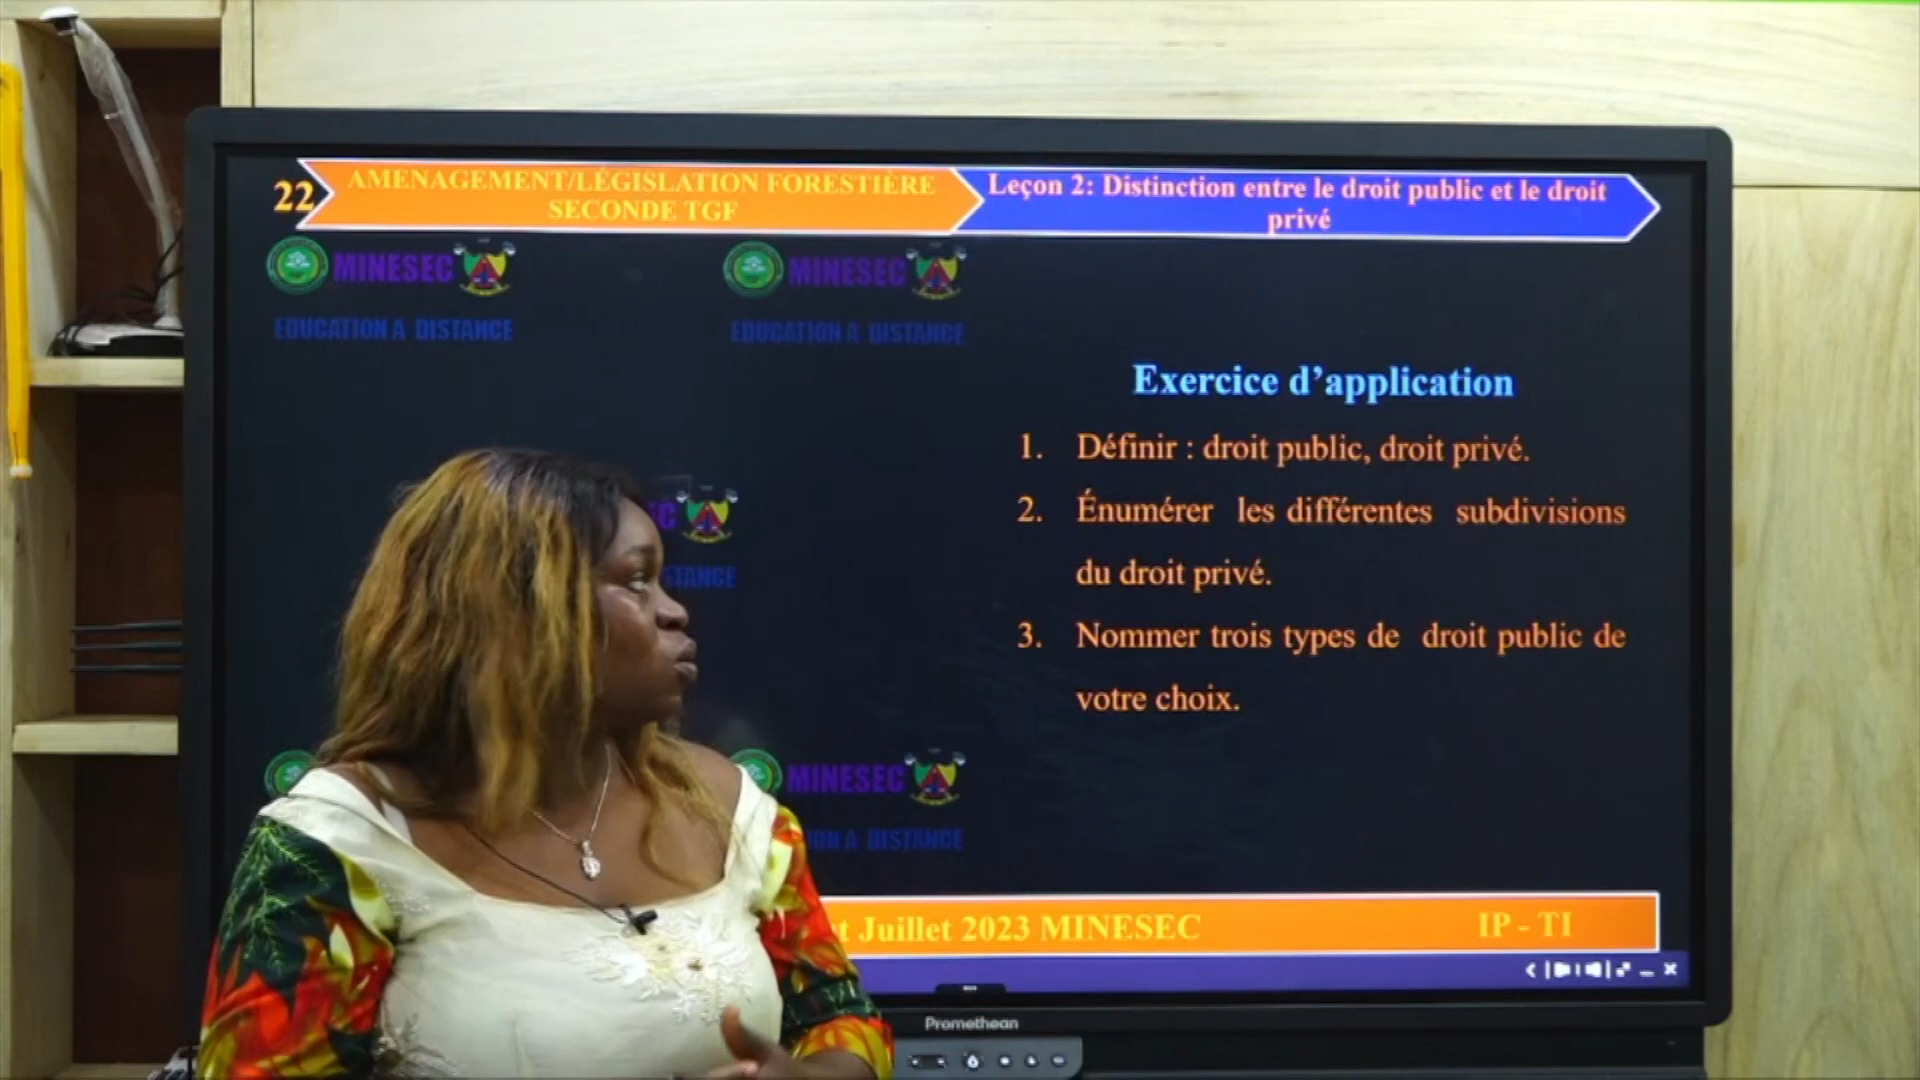 22
AMENAGEMENT/LÉGISLATION FORESTIÈRE
SECONDE TGF
Leçon 2: Distinction entre le droit public et le droit
privé
MINESEC
EDUCATION A DISTANCE
MINESEC
EDUCATION A DISTANCE
Exercice d’application
1. Définir : droit public, droit privé.
2. Énumérer les différentes subdivisions
du droit privé.
3. Nommer trois types de droit public de
votre choix.
MINESEC
DISTANCE
Juillet 2023 MINESEC
IP - TI
Promethean